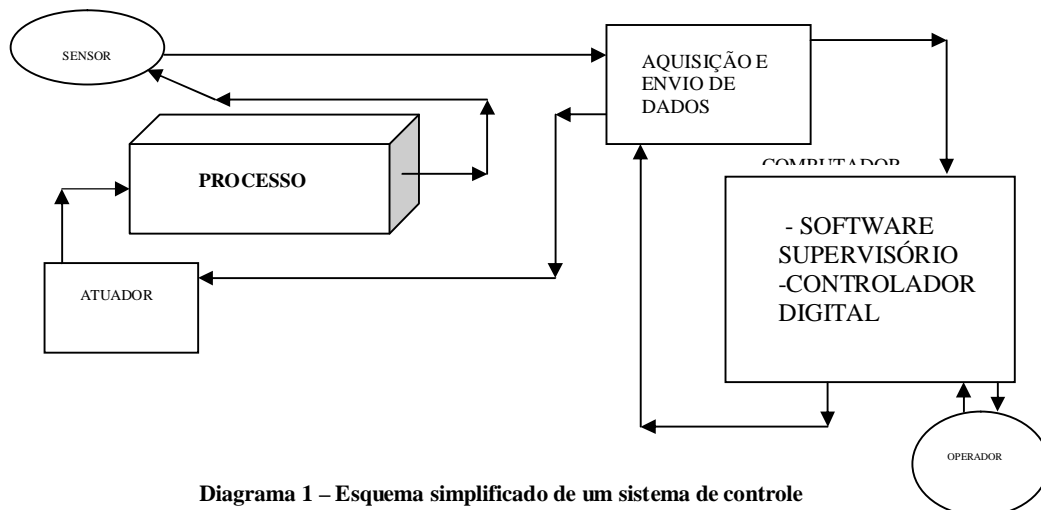 SENSOR
AQUISIÇÃO E
ENVIO DE
DADOS
PROCESSO
COMPUTADOR
- SOFTWARE
SUPERVISÓRIO
-CONTROLADOR
DIGITAL
ATUADOR
OPERADOR
Diagrama 1 – Esquema simplificado de um sistema de controle